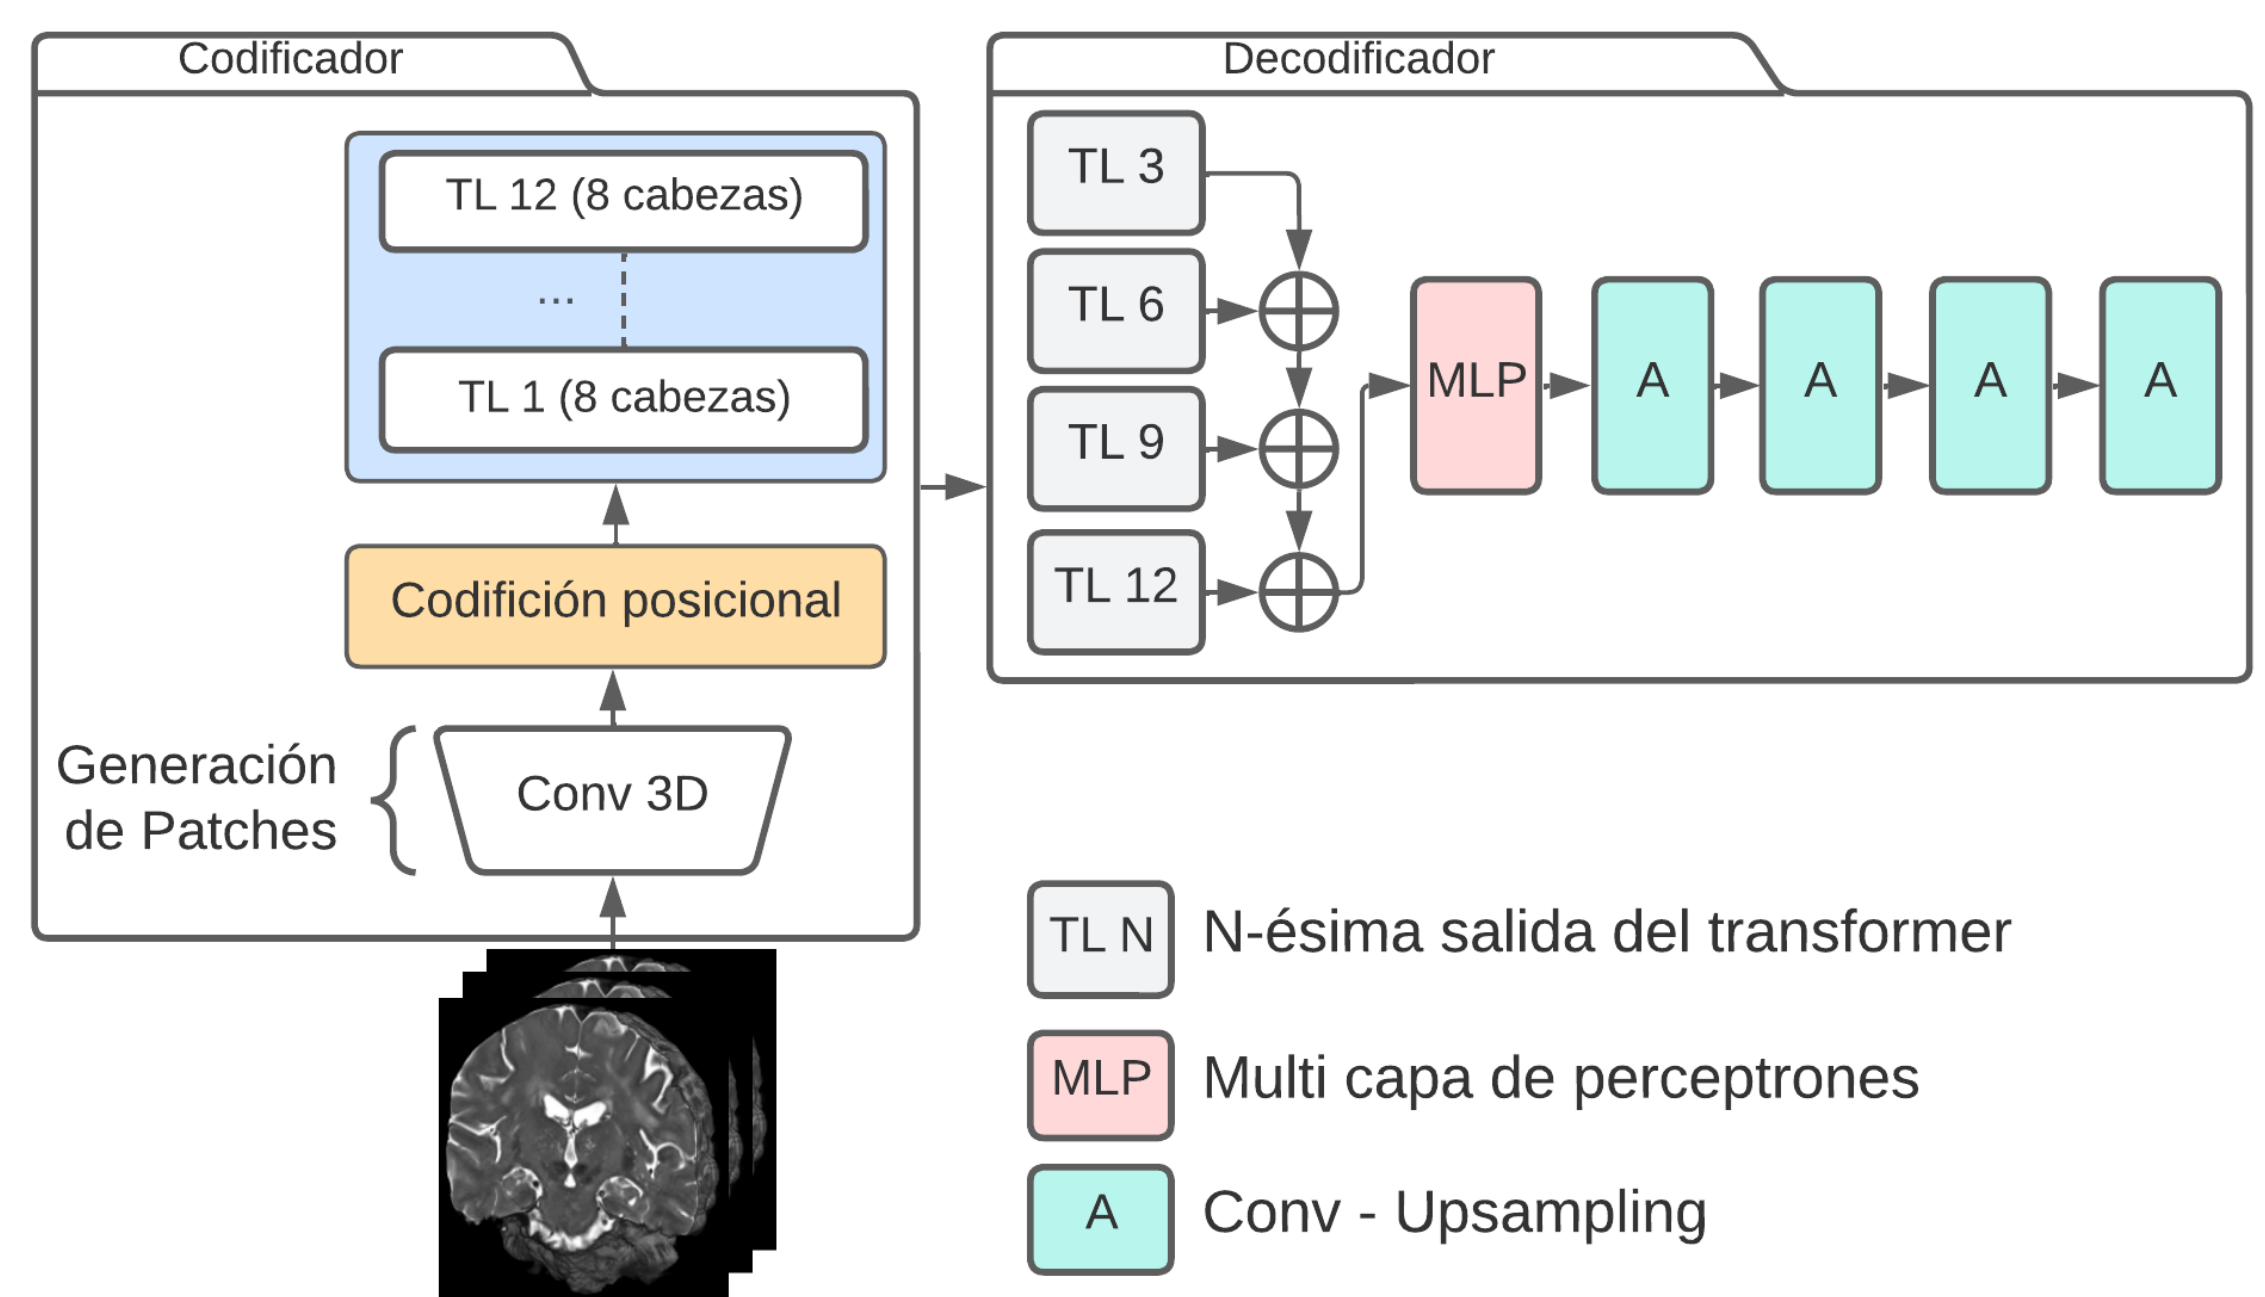 Codificador
TL 12 (8 cabezas)
...
TL 1 (8 cabezas)
Codifición posicional
Generación
de Patches
Conv 3D
Decodificador
TL 3
TL 6
TL 9
TL 12
MLP
A
A
A
A
TL N
N-ésima salida del transformer
MLP
Multi capa de perceptrones
A
Conv - Upsampling